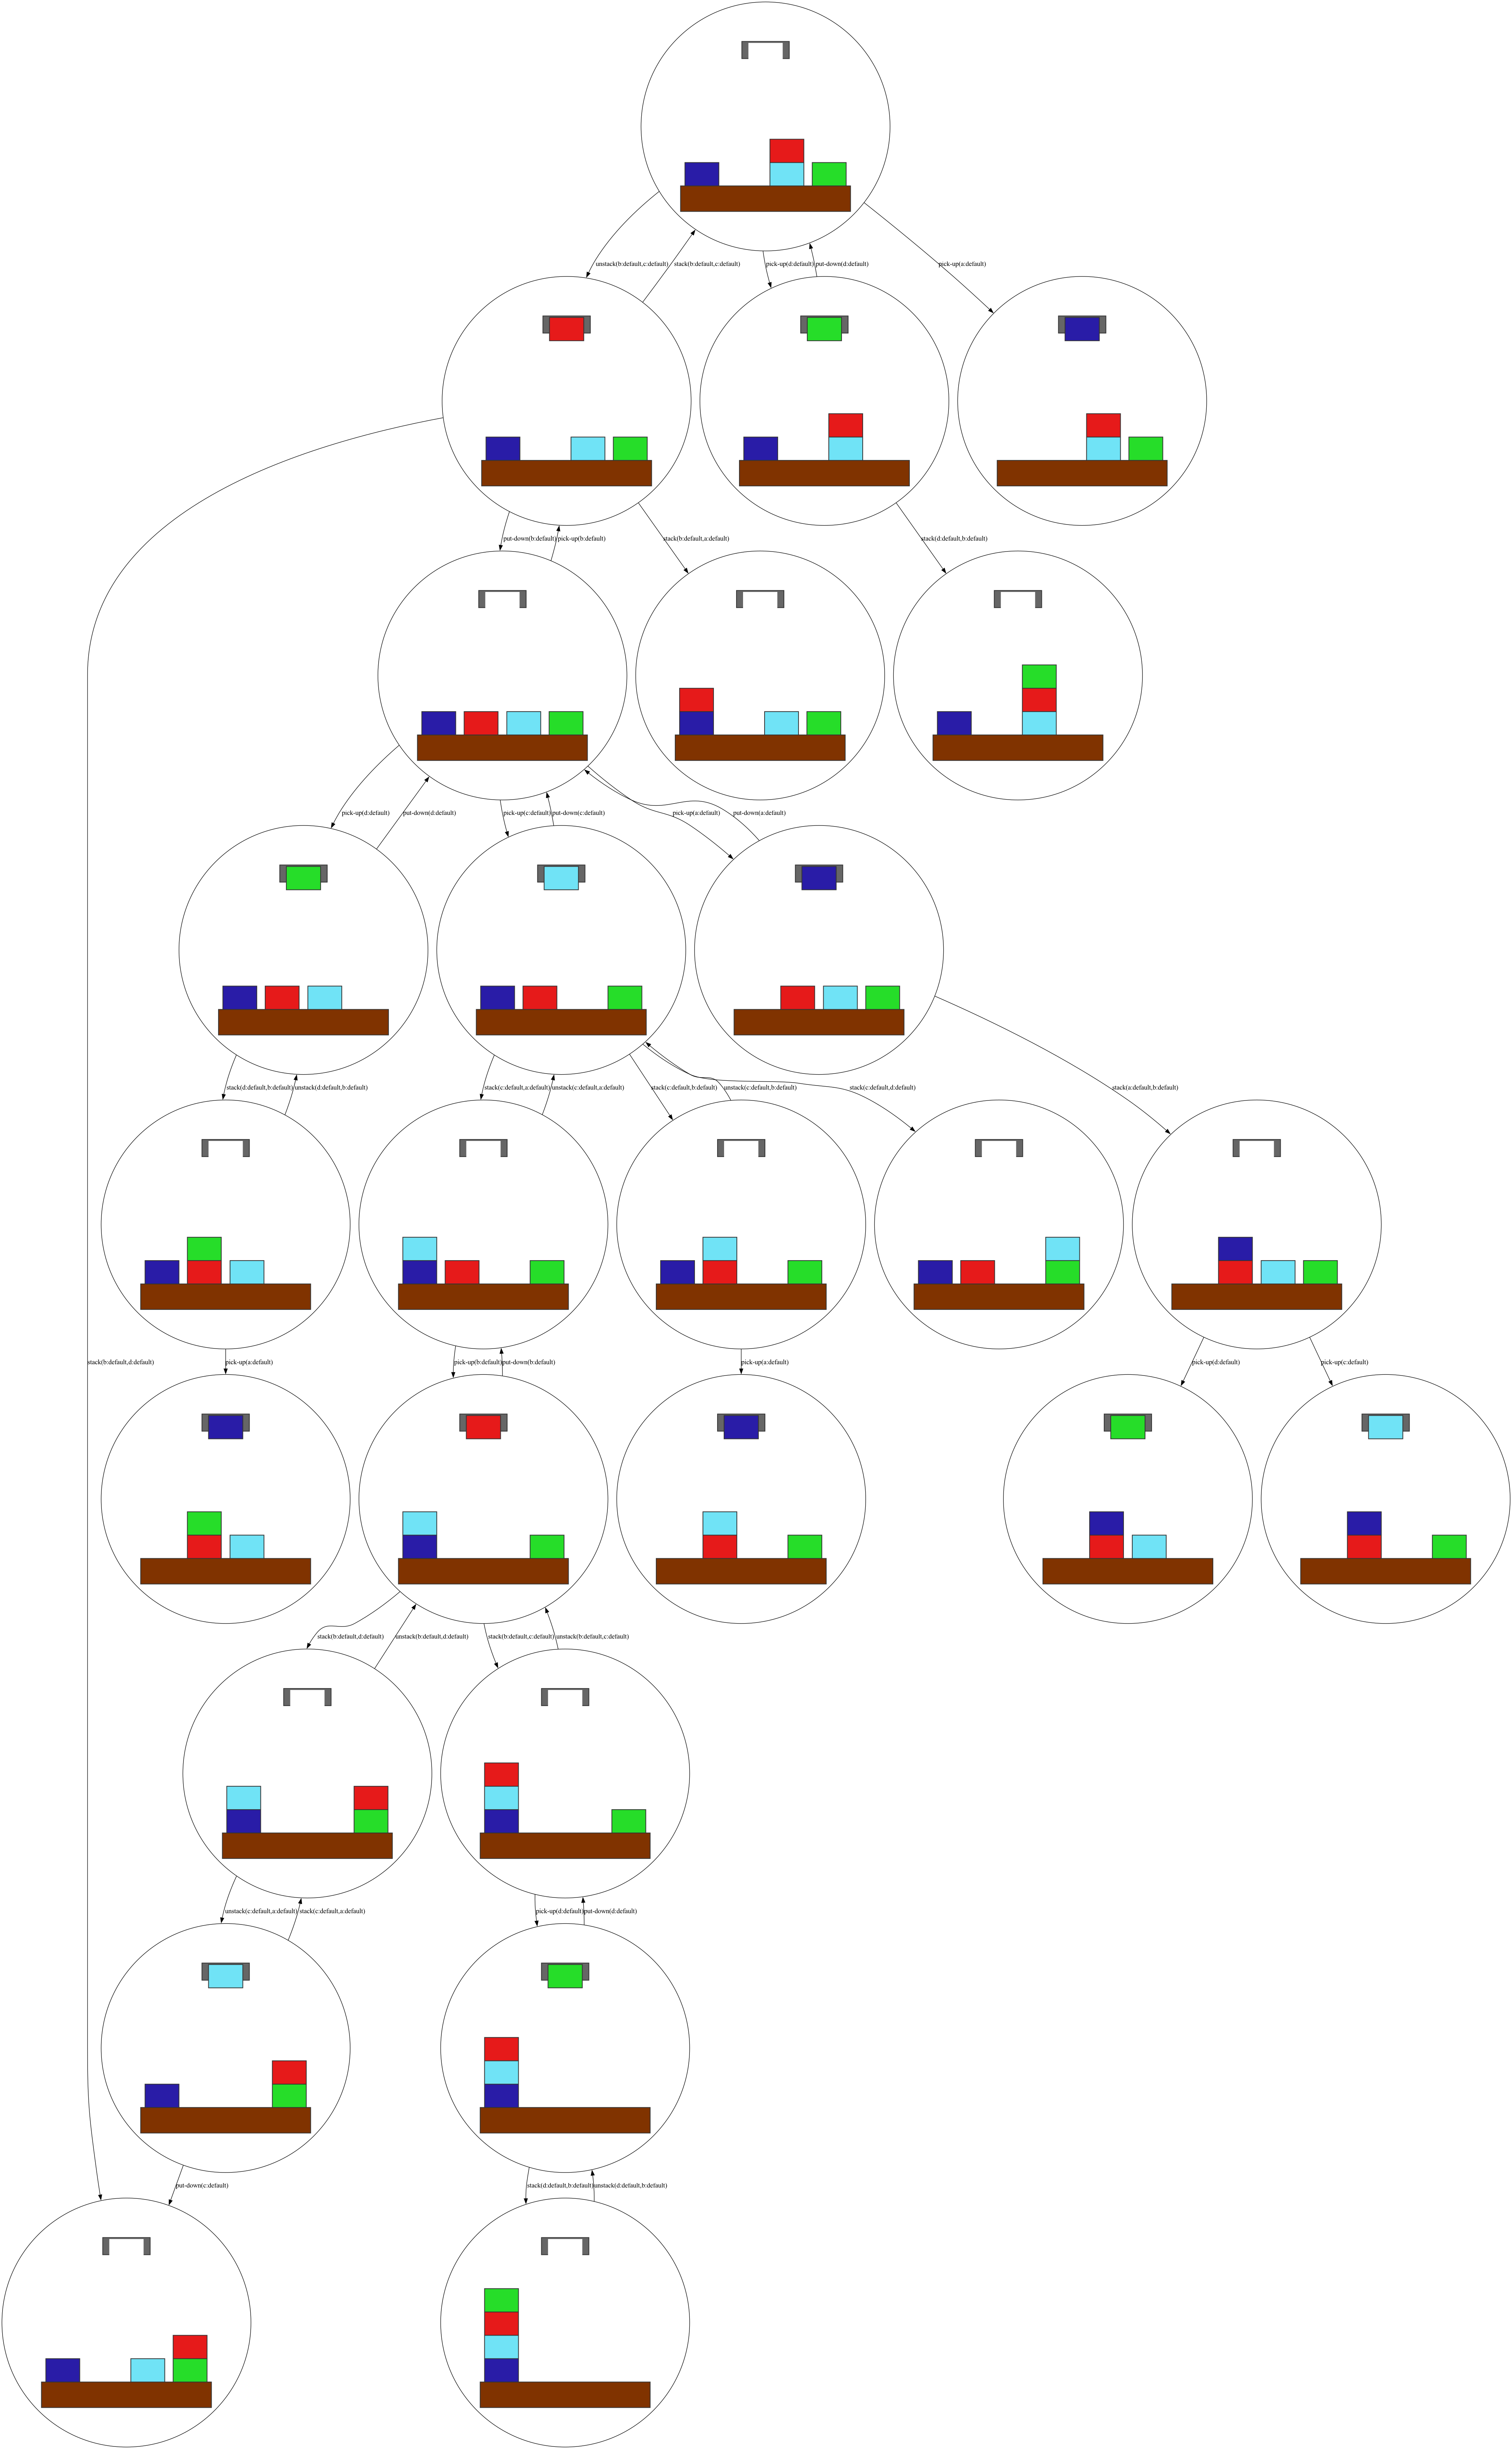 unstack(b:default,c:default)
stack(b:default,c:default)
pick-up(d:default)
put-down(d:default)
pick-up(a:default)
put-down(b:default)
pick-up(b:default)
stack(b:default,a:default)
stack(d:default,b:default)
pick-up(d:default)
put-down(d:default)
pick-up(c:default)
put-down(c:default)
pick-up(a:default)
put-down(a:default)
stack(d:default,b:default)
unstack(d:default,b:default)
stack(c:default,a:default)
unstack(c:default,a:default)
stack(c:default,b:default)
unstack(c:default,b:default)
stack(c:default,d:default)
stack(a:default,b:default)
stack(b:default,d:default)
pick-up(a:default)
pick-up(b:default)
put-down(b:default)
pick-up(a:default)
pick-up(d:default)
pick-up(c:default)
stack(b:default,d:default)
unstack(b:default,d:default)
stack(b:default,c:default)
unstack(b:default,c:default)
unstack(c:default,a:default)
stack(c:default,a:default)
pick-up(d:default)
put-down(d:default)
put-down(c:default)
stack(d:default,b:default)
unstack(d:default,b:default)